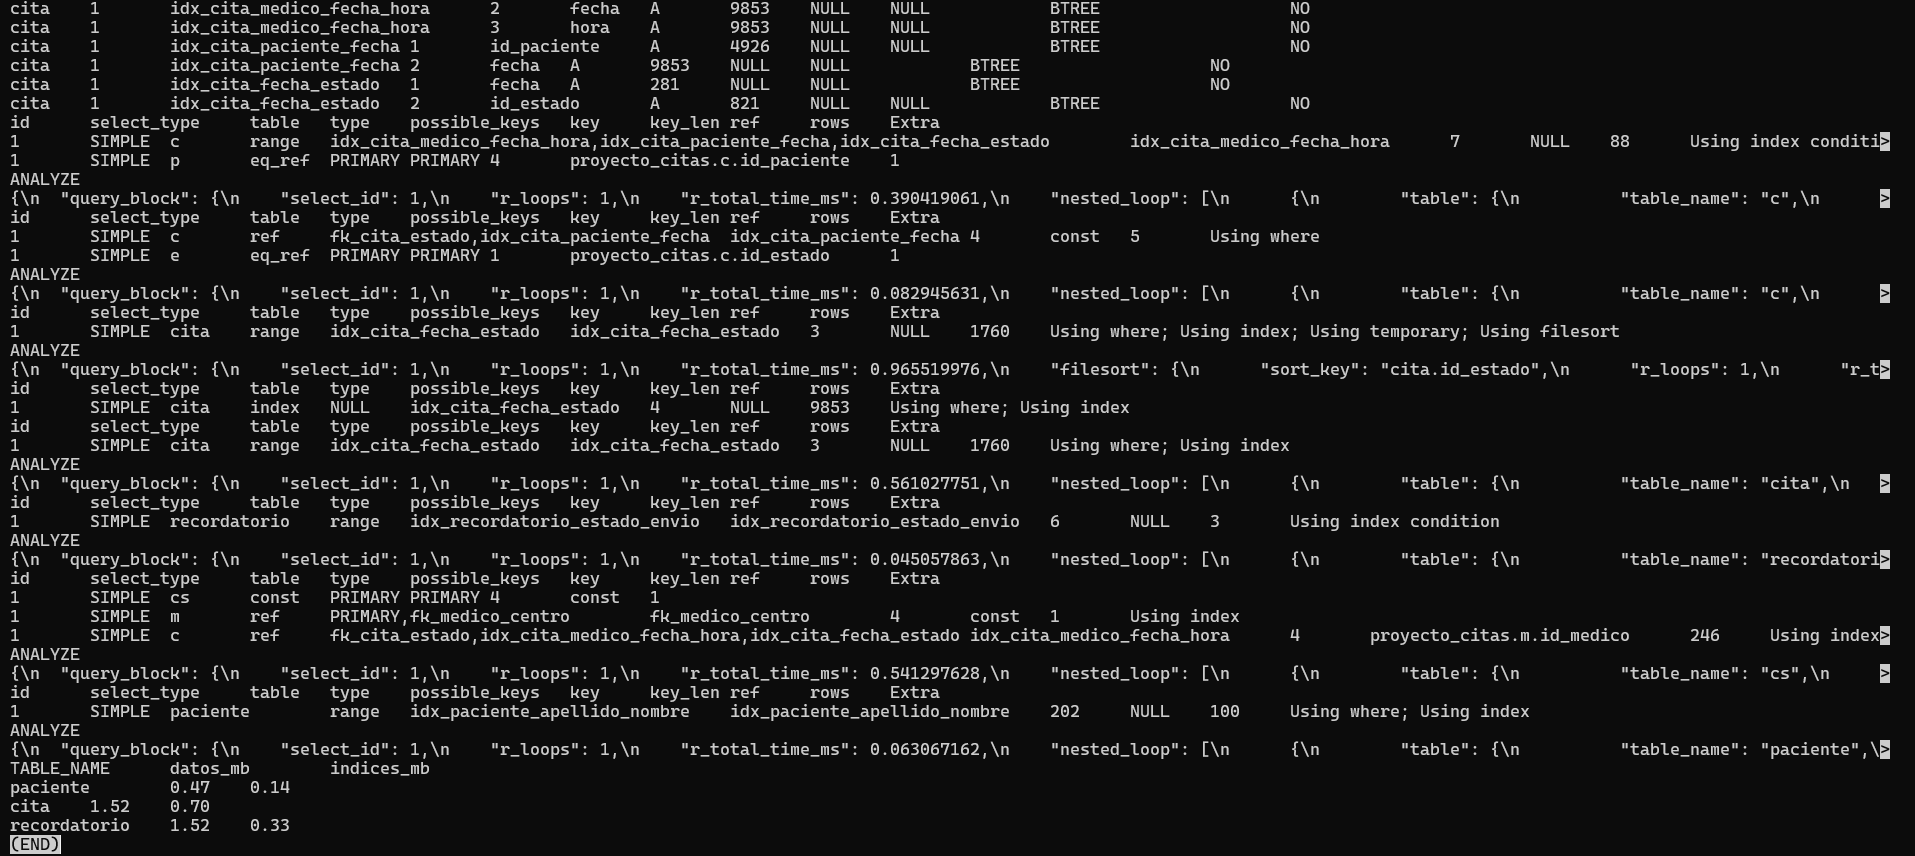 cita    1       idx_cita_medico_fecha_hora      2       fecha   A       9853    NULL    NULL            BTREE                   NO
cita    1       idx_cita_medico_fecha_hora      3       hora    A       9853    NULL    NULL            BTREE                   NO
cita    1       idx_cita_paciente_fecha 1       id_paciente     A       4926    NULL    NULL            BTREE                   NO
cita    1       idx_cita_paciente_fecha 2       fecha   A       9853    NULL    NULL            BTREE                   NO
cita    1       idx_cita_fecha_estado   1       fecha   A       281     NULL    NULL            BTREE                   NO
cita    1       idx_cita_fecha_estado   2       id_estado       A       821     NULL    NULL            BTREE                   NO
id      select_type     table   type    possible_keys   key     key_len ref     rows    Extra
1       SIMPLE  c       range   idx_cita_medico_fecha_hora,idx_cita_paciente_fecha,idx_cita_fecha_estado        idx_cita_medico_fecha_hora      7       NULL    88      Using index conditi>
1       SIMPLE  p       eq_ref  PRIMARY PRIMARY 4       proyecto_citas.c.id_paciente    1
ANALYZE
{\n  "query_block": {\n    "select_id": 1,\n    "r_loops": 1,\n    "r_total_time_ms": 0.390419061,\n    "nested_loop": [\n      {\n        "table": {\n          "table_name": "c",\n      >
id      select_type     table   type    possible_keys   key     key_len ref     rows    Extra
1       SIMPLE  c       ref     fk_cita_estado,idx_cita_paciente_fecha  idx_cita_paciente_fecha 4       const   5       Using where
1       SIMPLE  e       eq_ref  PRIMARY PRIMARY 1       proyecto_citas.c.id_estado      1
ANALYZE
{\n  "query_block": {\n    "select_id": 1,\n    "r_loops": 1,\n    "r_total_time_ms": 0.082945631,\n    "nested_loop": [\n      {\n        "table": {\n          "table_name": "c",\n      >
id      select_type     table   type    possible_keys   key     key_len ref     rows    Extra
1       SIMPLE  cita    range   idx_cita_fecha_estado   idx_cita_fecha_estado   3       NULL    1760    Using where; Using index; Using temporary; Using filesort
ANALYZE
{\n  "query_block": {\n    "select_id": 1,\n    "r_loops": 1,\n    "r_total_time_ms": 0.965519976,\n    "filesort": {\n      "sort_key": "cita.id_estado",\n      "r_loops": 1,\n      "r_t>
id      select_type     table   type    possible_keys   key     key_len ref     rows    Extra
1       SIMPLE  cita    index   NULL    idx_cita_fecha_estado   4       NULL    9853    Using where; Using index
id      select_type     table   type    possible_keys   key     key_len ref     rows    Extra
1       SIMPLE  cita    range   idx_cita_fecha_estado   idx_cita_fecha_estado   3       NULL    1760    Using where; Using index
ANALYZE
{\n  "query_block": {\n    "select_id": 1,\n    "r_loops": 1,\n    "r_total_time_ms": 0.561027751,\n    "nested_loop": [\n      {\n        "table": {\n          "table_name": "cita",\n   >
id      select_type     table   type    possible_keys   key     key_len ref     rows    Extra
1       SIMPLE  recordatorio    range   idx_recordatorio_estado_envio   idx_recordatorio_estado_envio   6       NULL    3       Using index condition
ANALYZE
{\n  "query_block": {\n    "select_id": 1,\n    "r_loops": 1,\n    "r_total_time_ms": 0.045057863,\n    "nested_loop": [\n      {\n        "table": {\n          "table_name": "recordatori>
id      select_type     table   type    possible_keys   key     key_len ref     rows    Extra
1       SIMPLE  cs      const   PRIMARY PRIMARY 4       const   1
1       SIMPLE  m       ref     PRIMARY,fk_medico_centro        fk_medico_centro        4       const   1       Using index
1       SIMPLE  c       ref     fk_cita_estado,idx_cita_medico_fecha_hora,idx_cita_fecha_estado idx_cita_medico_fecha_hora      4       proyecto_citas.m.id_medico      246     Using index>
ANALYZE
{\n  "query_block": {\n    "select_id": 1,\n    "r_loops": 1,\n    "r_total_time_ms": 0.541297628,\n    "nested_loop": [\n      {\n        "table": {\n          "table_name": "cs",\n     >
id      select_type     table   type    possible_keys   key     key_len ref     rows    Extra
1       SIMPLE  paciente        range   idx_paciente_apellido_nombre    idx_paciente_apellido_nombre    202     NULL    100     Using where; Using index
ANALYZE
{\n  "query_block": {\n    "select_id": 1,\n    "r_loops": 1,\n    "r_total_time_ms": 0.063067162,\n    "nested_loop": [\n      {\n        "table": {\n          "table_name": "paciente",\>
TABLE_NAME      datos_mb        indices_mb
paciente        0.47    0.14
cita    1.52    0.70
recordatorio    1.52    0.33
(END)